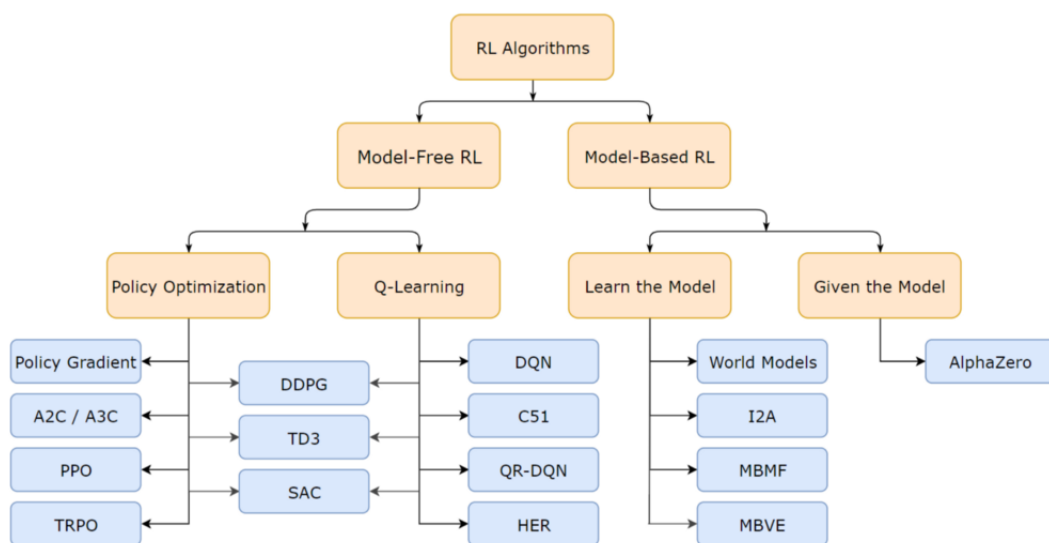 RL Algorithms
Model-Free RL
Model-Based RL
Policy Optimization
Q-Learning
Learn the Model
Given the Model
Policy Gradient
DQN
World Models
AlphaZero
DDPG
A2C / A3C
C51
I2A
TD3
PPO
QR-DQN
MBMF
SAC
TRPO
HER
MBVE